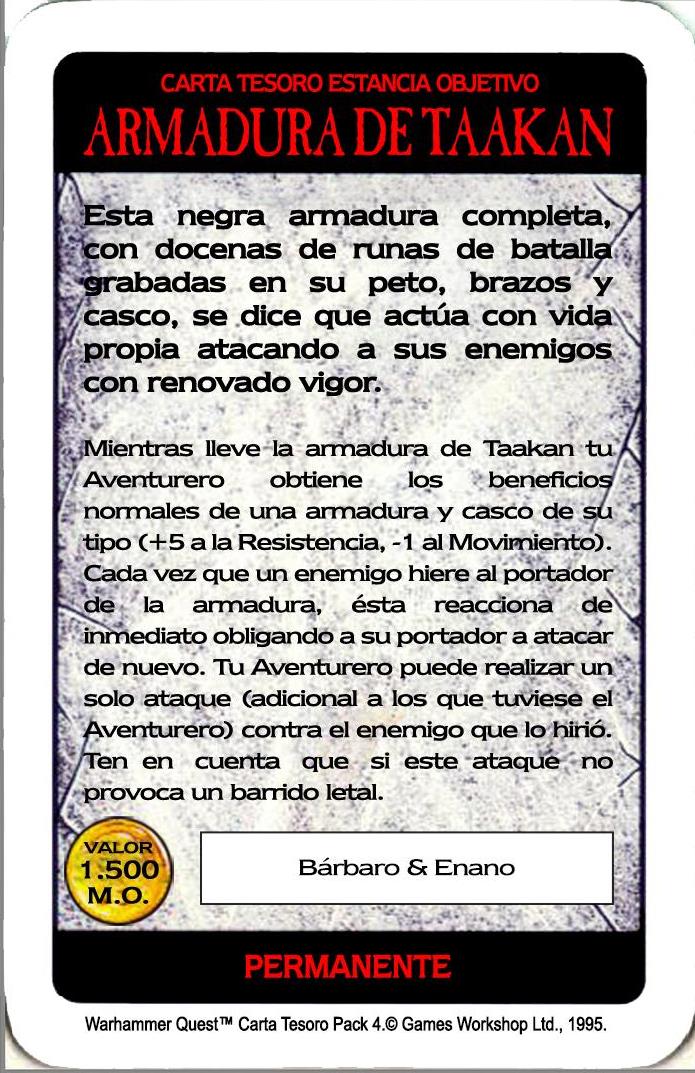 CARTA TESORO ESTANCIA OBJETIVO
ARMADURA DE TAAKAN
Esta negra armadura completa,
con docenas de runas de batalla
grabadas en su peto, brazos y
casco, se dice que actúa con vida
propia atacando a sus enemigos
con renovado vigor.
Mientras lleve la armadura de Taakan tu
Aventurero obtiene los beneficios
normales de una armadura y casco de su
tipo (+5 a la Resistencia, -1 al Movimiento).
Cada vez que un enemigo hiere al portador
de la armadura, ésta reacciona de
inmediato obligando a su portador a atacar
de nuevo. Tu Aventurero puede realizar un
solo ataque (adicional a los que tuviese el
Aventurero) contra el enemigo que lo hirió.
Ten en cuenta que si este ataque no
provoca un barrido letal.
VALOR
1.500
M.O.
Bárbaro & Enano
PERMANENTE
Warhammer Quest™ Carta Tesoro Pack 4.© Games Workshop Ltd., 1995.